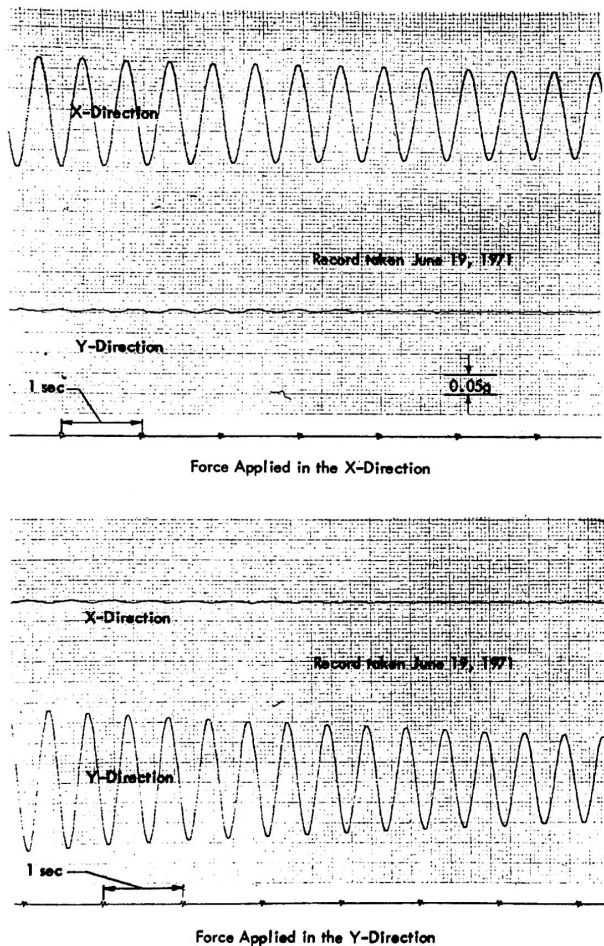 X-Direction
Record taken June 19, 1971
Y-Direction
1 sec
0.05g
Force Applied in the X-Direction
X-Direction
Record taken June 19, 1971
Y-Direction
1 sec
Force Applied in the Y-Direction